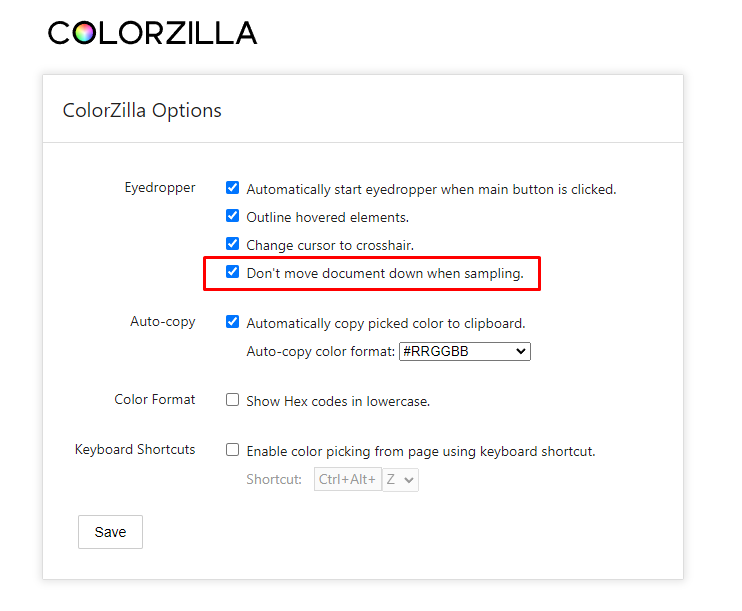 COLORZILLA
ColorZilla Options
Eyedropper
Automatically start eyedropper when main button is clicked.
Outline hovered elements.
Change cursor to crosshair.
Don't move document down when sampling.
Auto-copy
Automatically copy picked color to clipboard.
Auto-copy color format: #RRGGBB
Color Format
Show Hex codes in lowercase.
Keyboard Shortcuts
Enable color picking from page using keyboard shortcut.
Shortcut: Ctrl+Alt+ Z
Save